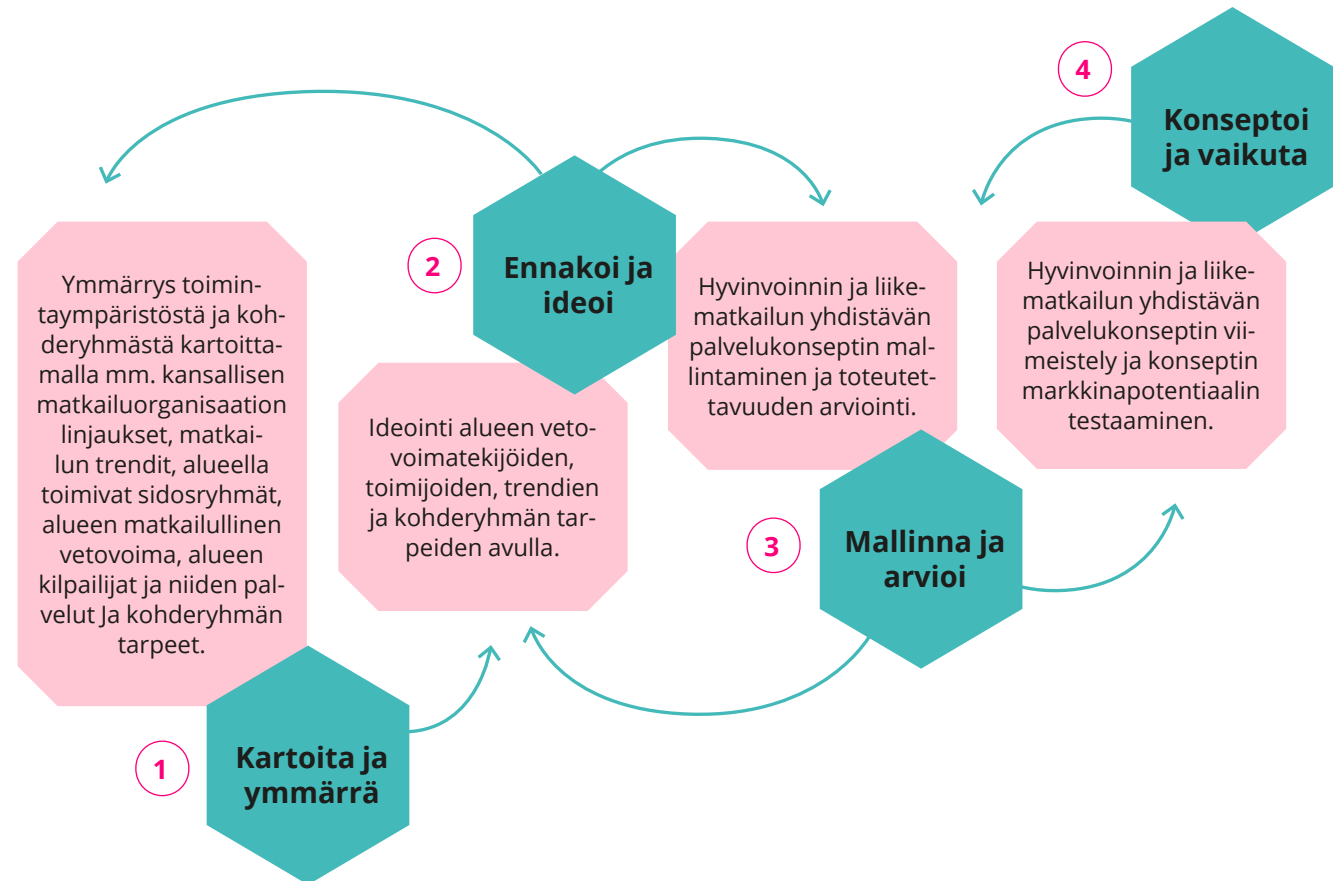 1
Kartoita ja
ymmärrä
Ymmärrys toimin-
taympäristöstä ja koh-
deryhmästä kartoitta-
malla mm. kansallisen
matkailuorganisaation
linjaukset, matkai-
lun trendit, alueella
toimivat sidosryhmät,
alueen matkailullinen
vetovoima, alueen
kilpailijat ja niiden pal-
velut Ja kohderyhmän
tarpeet.
2
Ennakoi ja
ideoi
Ideointi alueen veto-
voimatekijöiden,
toimijoiden, trendien
ja kohderyhmän tar-
peiden avulla.
3
Mallinna ja
arvioi
Hyvinvoinnin ja liike-
matkailun yhdistävän
palvelukonseptin mal-
lintaminen ja toteutet-
tavuuden arviointi.
4
Konseptoi
ja vaikuta
Hyvinvoinnin ja liike-
matkailun yhdistävän
palvelukonseptin vii-
meistely ja konseptin
markkinapotentiaalin
testaaminen.